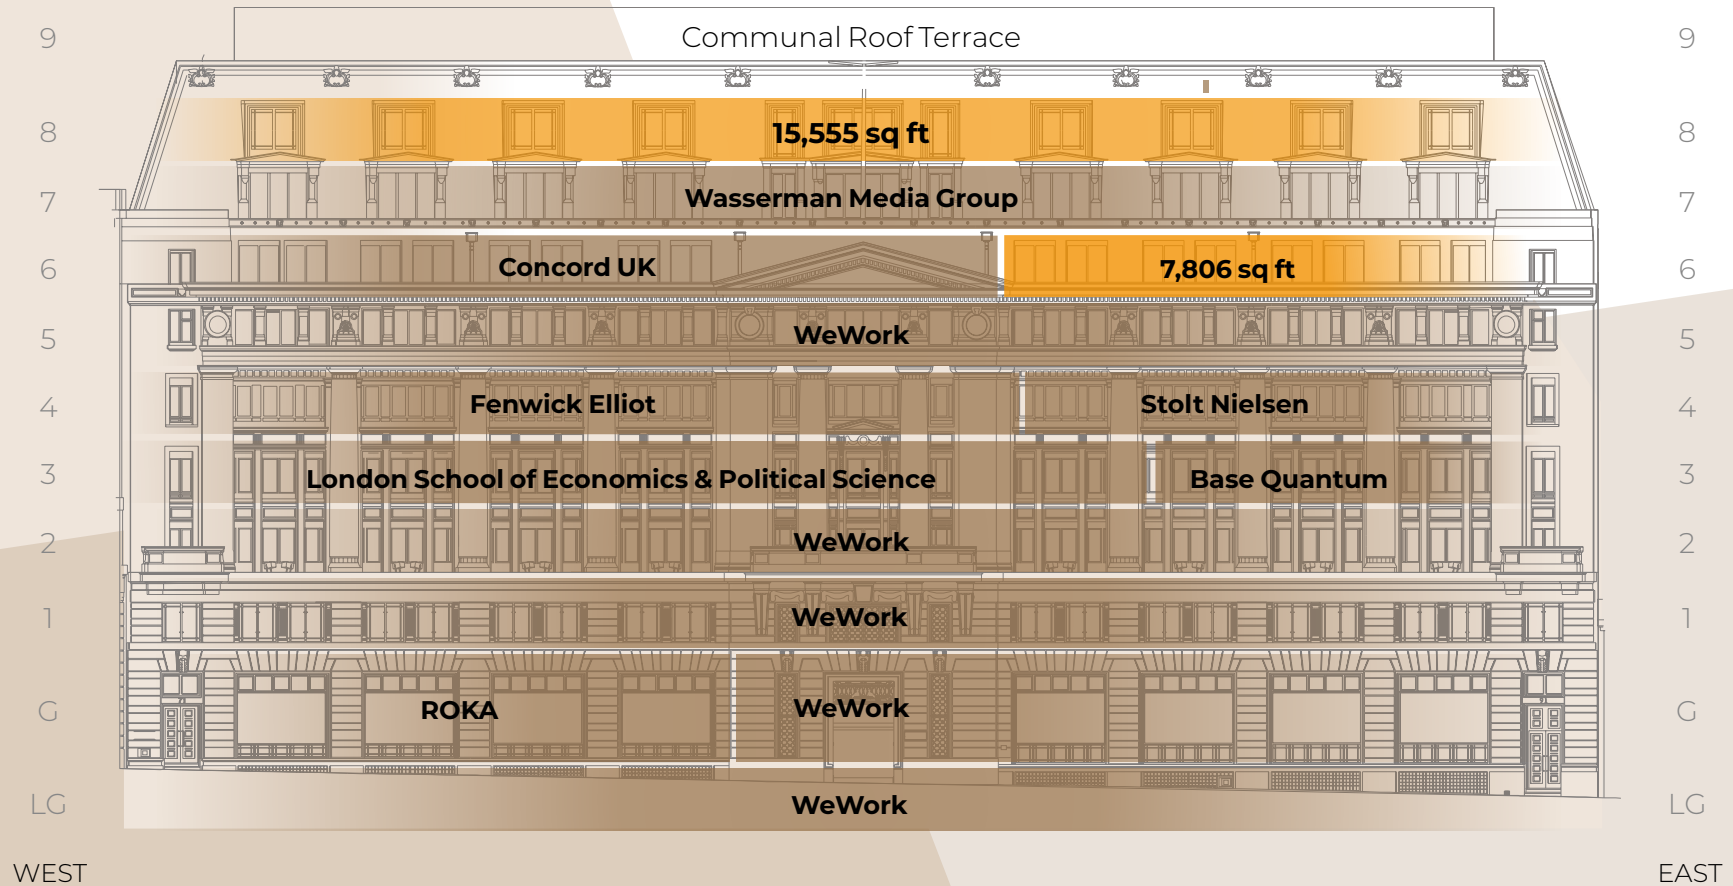 9 Communal Roof Terrace 9
8 15,555 sq ft 8
7 Wasserman Media Group 7
6 Concord UK 7,806 sq ft 6
5 WeWork 5
4 Fenwick Elliot Stolt Nielsen 4
3 London School of Economics & Political Science Base Quantum 3
2 WeWork 2
1 WeWork 1
G ROKA WeWork G
LG WeWork LG
WEST EAST